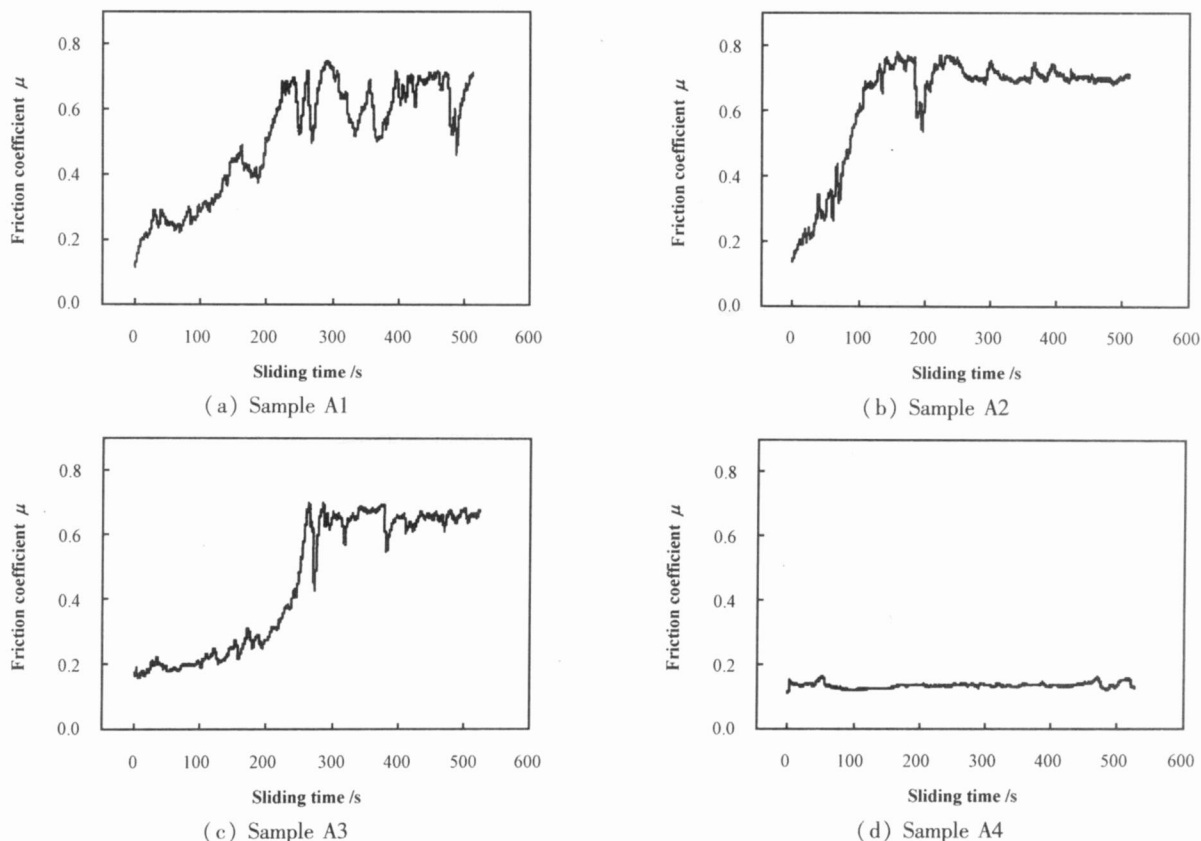 Friction coefficient μ
0.8
0.6
0.4
0.2
0.0
0 100 200 300 400 500 600
Sliding time /s
(a) Sample A1
Friction coefficient μ
0.8
0.6
0.4
0.2
0.0
0 100 200 300 400 500 600
Sliding time /s
(b) Sample A2
Friction coefficient μ
0.8
0.6
0.4
0.2
0.0
0 100 200 300 400 500 600
Sliding time /s
(c) Sample A3
Friction coefficient μ
0.8
0.6
0.4
0.2
0.0
0 100 200 300 400 500 600
Sliding time /s
(d) Sample A4